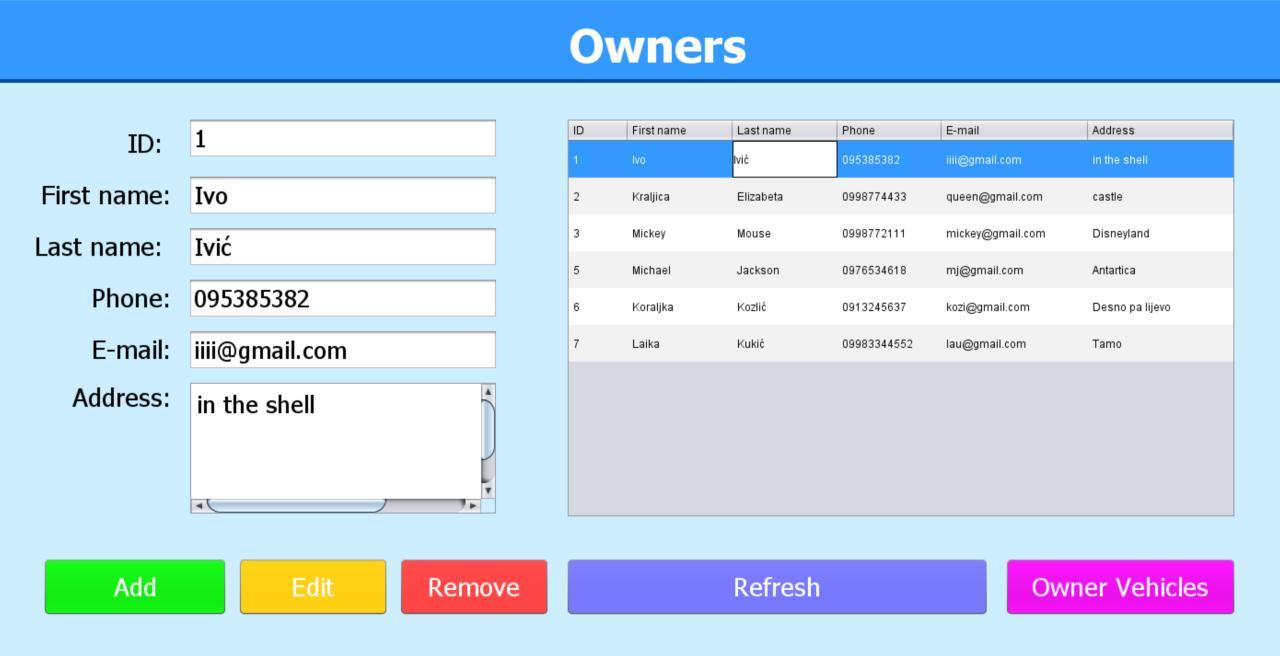 Owners
ID: 1
First name: Ivo
Last name: Ivić
Phone: 095385382
E-mail: iiii@gmail.com
Address: in the shell
ID First name Last name Phone E-mail Address
1 Ivo Ivić 095385382 iiii@gmail.com in the shell
2 Kraljica Elizabeta 0998774433 queen@gmail.com castle
3 Mickey Mouse 0998772111 mickey@gmail.com Disneyland
5 Michael Jackson 0976534618 mj@gmail.com Antartica
6 Koraljka Kozlić 0913245637 kozi@gmail.com Desno pa lijevo
7 Laika Kukić 09983344552 lau@gmail.com Tamo
Add Edit Remove Refresh Owner Vehicles